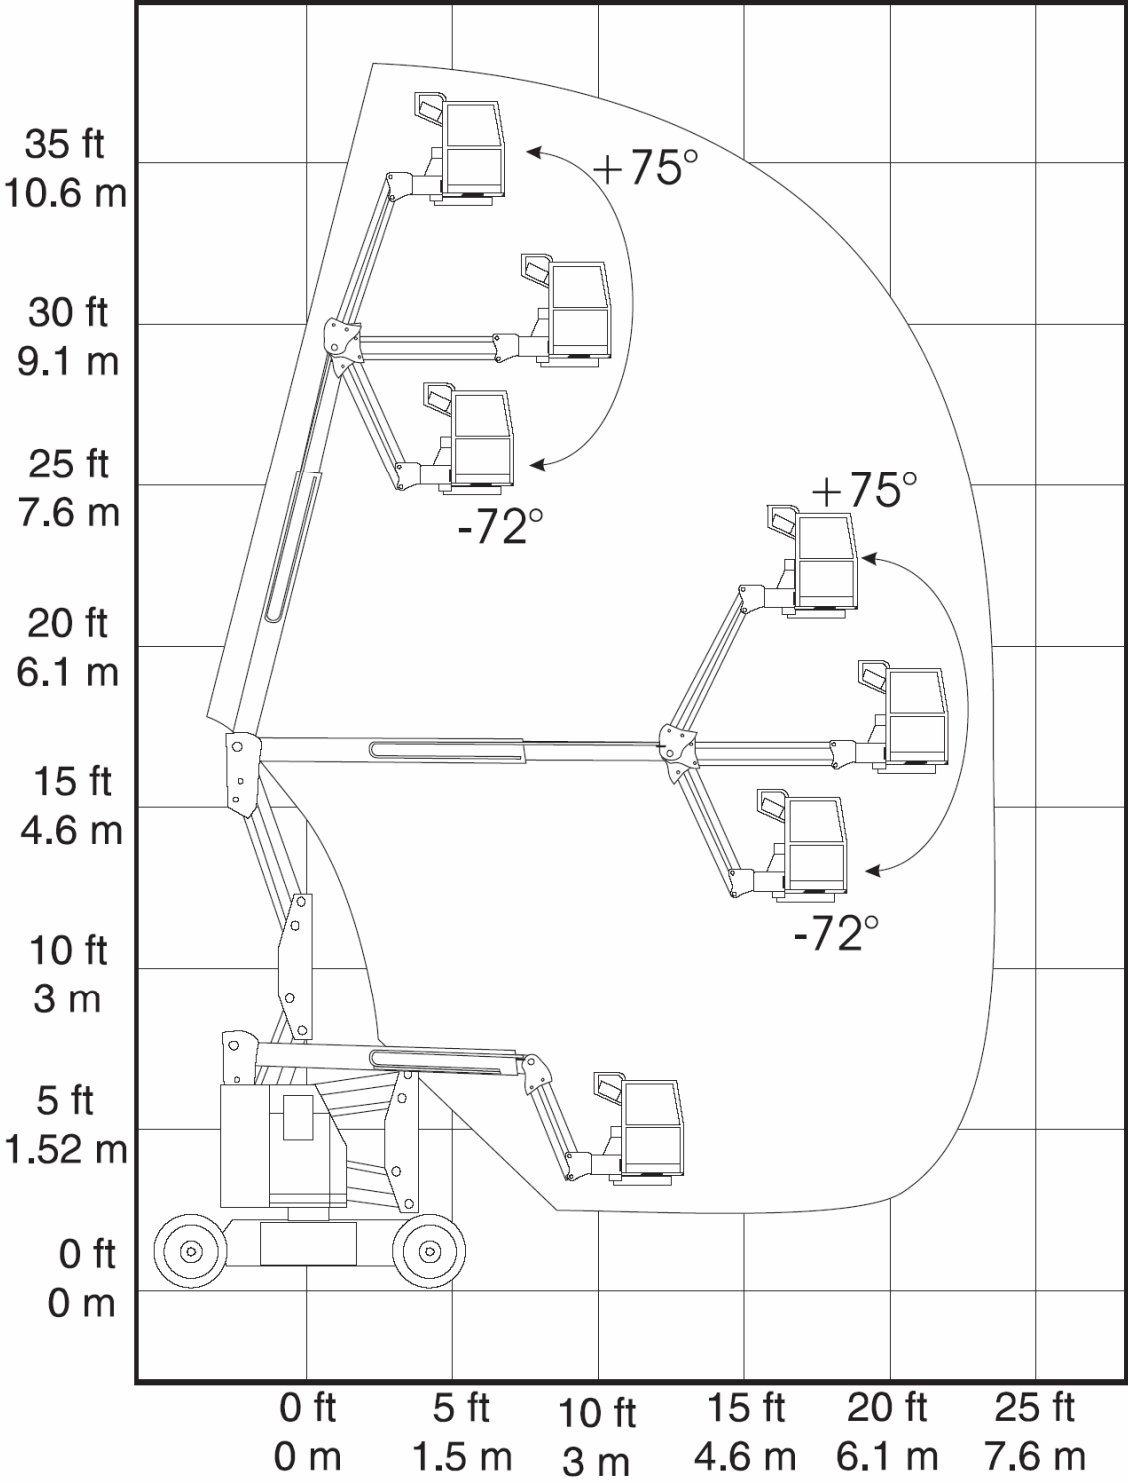 35 ft
10.6 m
+75°
30 ft
9.1 m
25 ft
7.6 m
-72°
+75°
20 ft
6.1 m
15 ft
4.6 m
-72°
10 ft
3 m
5 ft
1.52 m
0 ft
0 m
0 ft 5 ft 10 ft 15 ft 20 ft 25 ft
0 m 1.5 m 3 m 4.6 m 6.1 m 7.6 m